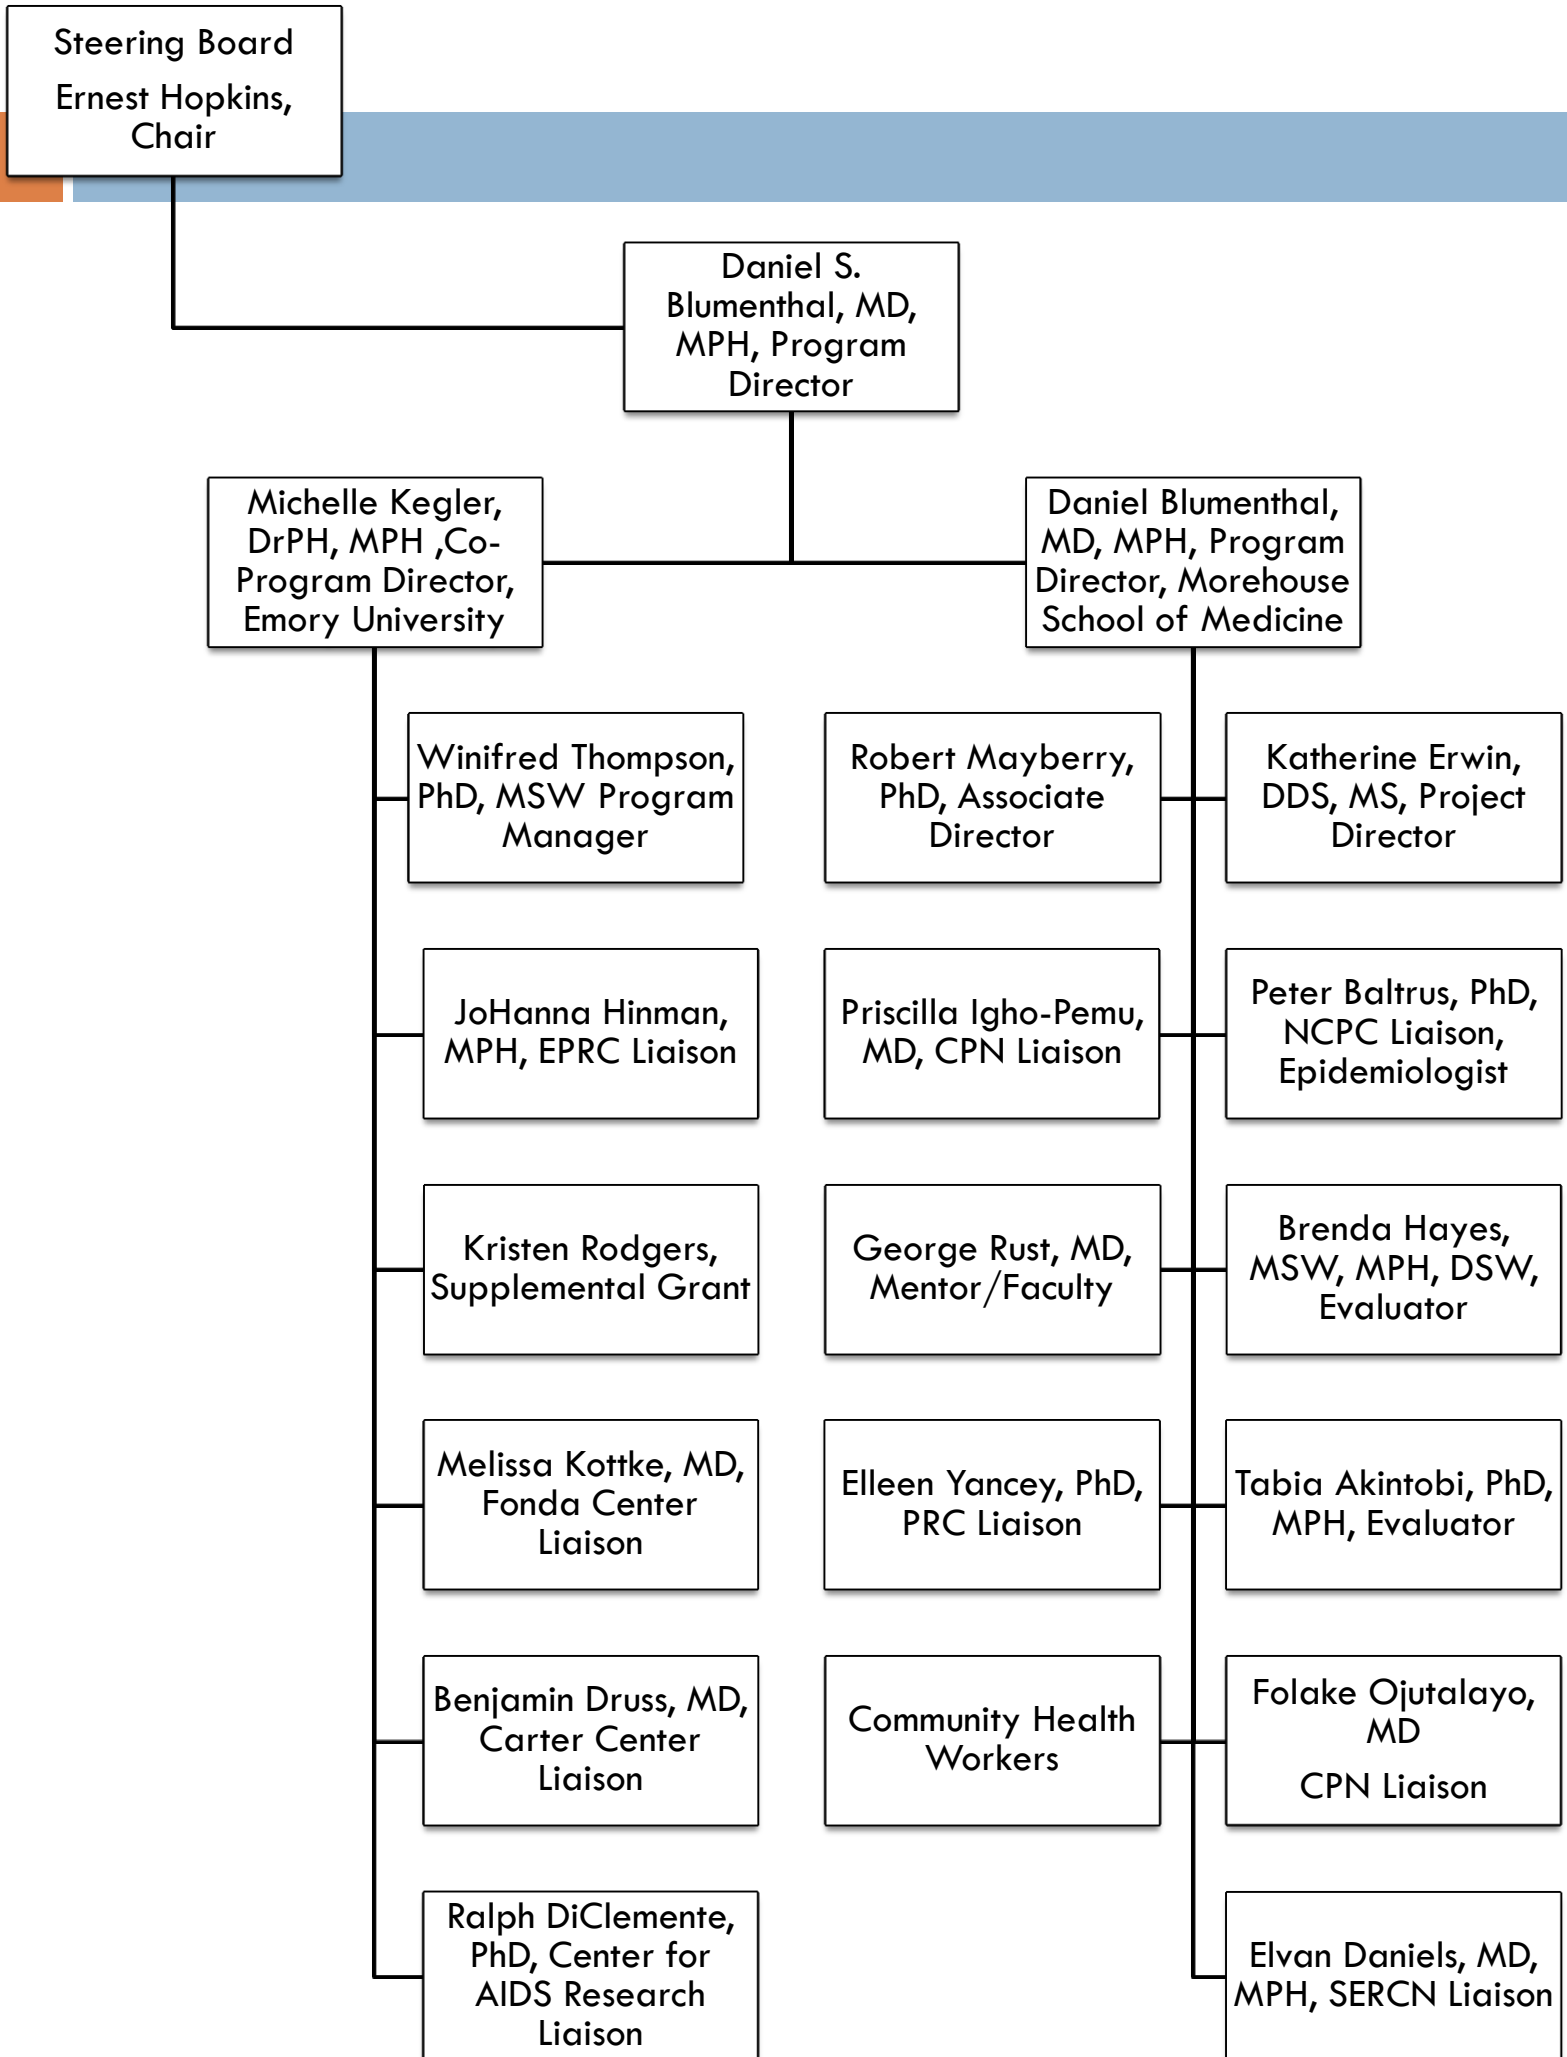 Steering Board
Ernest Hopkins,
Chair
Daniel S.
Blumenthal, MD,
MPH, Program
Director
Michelle Kegler,
DrPH, MPH ,Co-
Program Director,
Emory University
Daniel Blumenthal,
MD, MPH, Program
Director, Morehouse
School of Medicine
Winifred Thompson,
PhD, MSW Program
Manager
Robert Mayberry,
PhD, Associate
Director
Katherine Erwin,
DDS, MS, Project
Director
JoHanna Hinman,
MPH, EPRC Liaison
Priscilla Igho-Pemu,
MD, CPN Liaison
Peter Baltrus, PhD,
NCPC Liaison,
Epidemiologist
Kristen Rodgers,
Supplemental Grant
George Rust, MD,
Mentor/Faculty
Brenda Hayes,
MSW, MPH, DSW,
Evaluator
Melissa Kottke, MD,
Fonda Center
Liaison
Elleen Yancey, PhD,
PRC Liaison
Tabia Akintobi, PhD,
MPH, Evaluator
Benjamin Druss, MD,
Carter Center
Liaison
Community Health
Workers
Folake Ojutalayo,
MD
CPN Liaison
Ralph DiClemente,
PhD, Center for
AIDS Research
Liaison
Elvan Daniels, MD,
MPH, SERCN Liaison